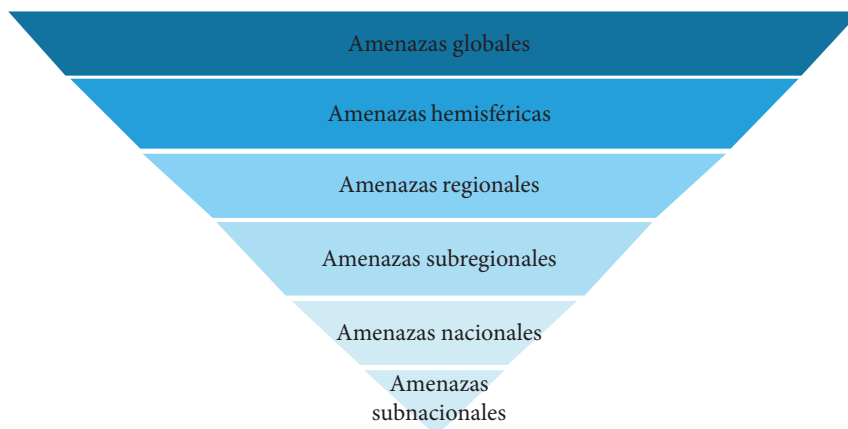 Amenazas globales
Amenazas hemisféricas
Amenazas regionales
Amenazas subregionales
Amenazas nacionales
Amenazas
subnacionales